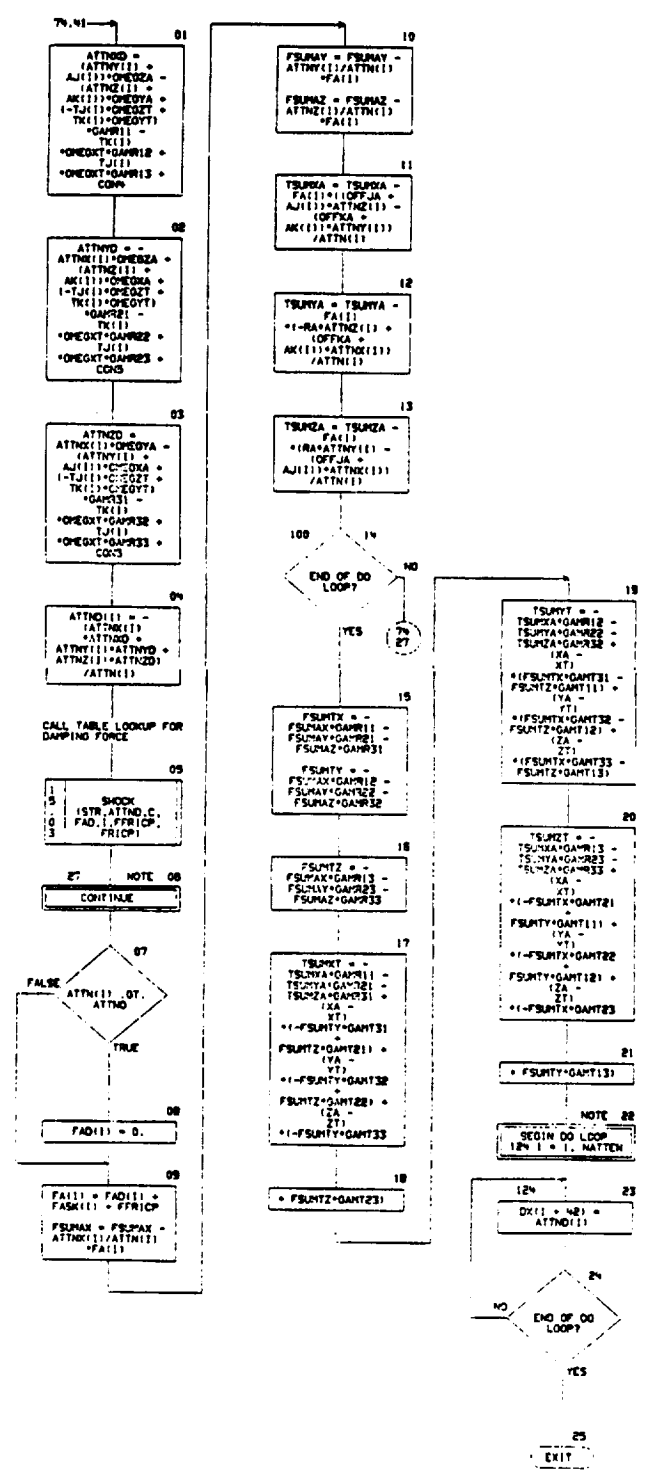 74.41
01
ATTNXD =
(ATTNY(I) +
AJ(I))*OMEGZA -
(ATTNZ(I) +
AK(I))*OMEGYA +
(-TJ(I)*OMEGZT +
TK(I)*OMEGYT)
*GAMR11 -
TK(I)
*OMEGXT*GAMR12 +
TJ(I)
*OMEGXT*GAMR13 +
CON4
02
ATTNYD = -
ATTNX(I)*OMEGZA +
(ATTNZ(I) +
AK(I))*OMEGXA +
(-TJ(I)*OMEGZT +
TK(I)*OMEGYT)
*GAMR21 -
TK(I)
*OMEGXT*GAMR22 +
TJ(I)
*OMEGXT*GAMR23 +
CON5
03
ATTNZD =
ATTNX(I)*OMEGYA -
(ATTNY(I) +
AJ(I))*OMEGXA +
(-TJ(I)*OMEGZT +
TK(I)*OMEGYT)
*GAMR31 -
TK(I)
*OMEGXT*GAMR32 +
TJ(I)
*OMEGXT*GAMR33 +
CON3
04
ATTND(I) = -
(ATTNX(I)
*ATTNXD +
ATTNY(I)*ATTNYD +
ATTNZ(I)*ATTNZD)
/ATTN(I)
CALL TABLE LOOKUP FOR
DAMPING FORCE
05
1
5
.
0
3
SHOCK
(STR,ATTND,C,
FAD,I,FFRICP,
FRICP)
27 NOTE 06
CONTINUE
07
FALSE
ATTN(I) .GT.
ATTNO
TRUE
08
FAD(I) = 0.
09
FA(I) = FAD(I) +
FASK(I) + FFRICP
FSUMAX = FSUMAX -
ATTNX(I)/ATTN(I)
*FA(I)
10
FSUMAY = FSUMAY -
ATTNY(I)/ATTN(I)
*FA(I)
FSUMAZ = FSUMAZ -
ATTNZ(I)/ATTN(I)
*FA(I)
11
TSUMXA = TSUMXA -
FA(I)*((OFFJA +
AJ(I))*ATTNZ(I) -
(OFFKA +
AK(I))*ATTNY(I))
/ATTN(I)
12
TSUMYA = TSUMYA -
FA(I)
*(-RA*ATTNZ(I) +
(OFFKA +
AK(I))*ATTNX(I))
/ATTN(I)
13
TSUMZA = TSUMZA -
FA(I)
*(RA*ATTNY(I) -
(OFFJA +
AJ(I))*ATTNX(I))
/ATTN(I)
100 14
END OF DO
LOOP?
NO
74
27
YES
15
FSUMTX = -
FSUMAX*GAMR11 -
FSUMAY*GAMR21 -
FSUMAZ*GAMR31
FSUMTY = -
FSUMAX*GAMR12 -
FSUMAY*GAMR22 -
FSUMAZ*GAMR32
16
FSUMTZ = -
FSUMAX*GAMR13 -
FSUMAY*GAMR23 -
FSUMAZ*GAMR33
17
TSUMXT = -
TSUMXA*GAMR11 -
TSUMYA*GAMR21 -
TSUMZA*GAMR31 +
(XA -
XT)
*(-FSUMTY*GAMT31
+
FSUMTZ*GAMT21) +
(YA -
YT)
*(-FSUMTY*GAMT32
+
FSUMTZ*GAMT22) +
(ZA -
ZT)
*(-FSUMTY*GAMT33
18
+ FSUMTZ*GAMT23)
19
TSUMYT = -
TSUMXA*GAMR12 -
TSUMYA*GAMR22 -
TSUMZA*GAMR32 +
(XA -
XT)
*(FSUMTX*GAMT31 -
FSUMTZ*GAMT11) +
(YA -
YT)
*(FSUMTX*GAMT32 -
FSUMTZ*GAMT12) +
(ZA -
ZT)
*(FSUMTX*GAMT33 -
FSUMTZ*GAMT13)
20
TSUMZT = -
TSUMXA*GAMR13 -
TSUMYA*GAMR23 -
TSUMZA*GAMR33 +
(XA -
XT)
*(-FSUMTX*GAMT21
+
FSUMTY*GAMT11) +
(YA -
YT)
*(-FSUMTX*GAMT22
+
FSUMTY*GAMT12) +
(ZA -
ZT)
*(-FSUMTX*GAMT23
21
+ FSUMTY*GAMT13)
NOTE 22
BEGIN DO LOOP
124 I = 1, NATTEN
124 23
DX(I + 42) =
ATTND(I)
24
NO
END OF DO
LOOP?
YES
25
EXIT